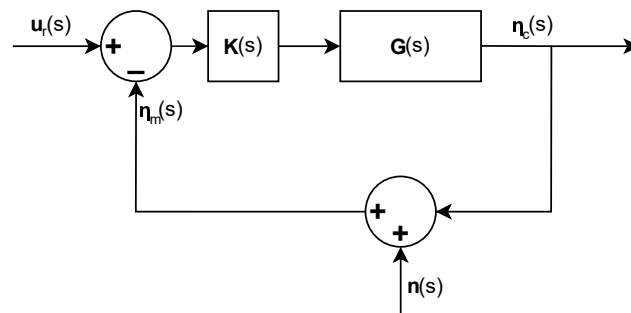 u_r(s)
+
−
K(s)
G(s)
η_c(s)
η_m(s)
+
+
n(s)